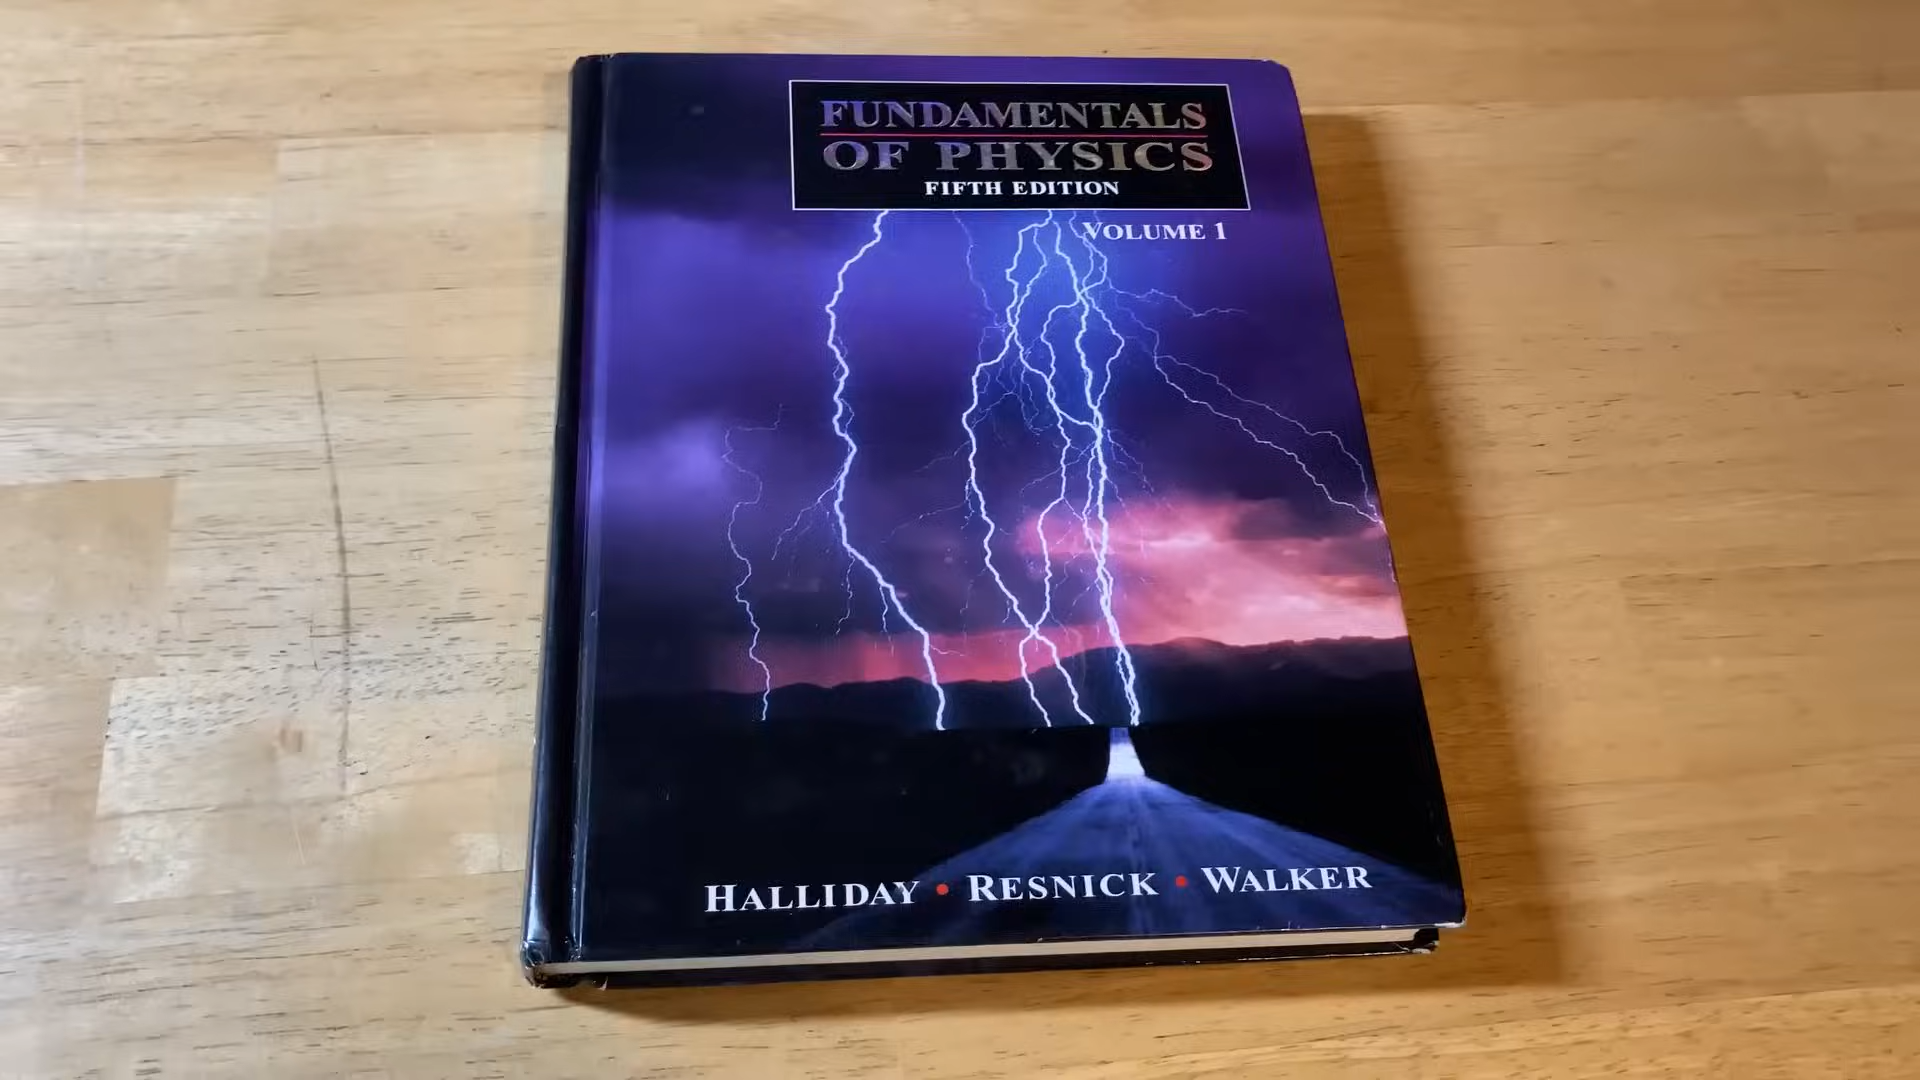 FUNDAMENTALS
OF PHYSICS
FIFTH EDITION
VOLUME 1
HALLIDAY • RESNICK • WALKER